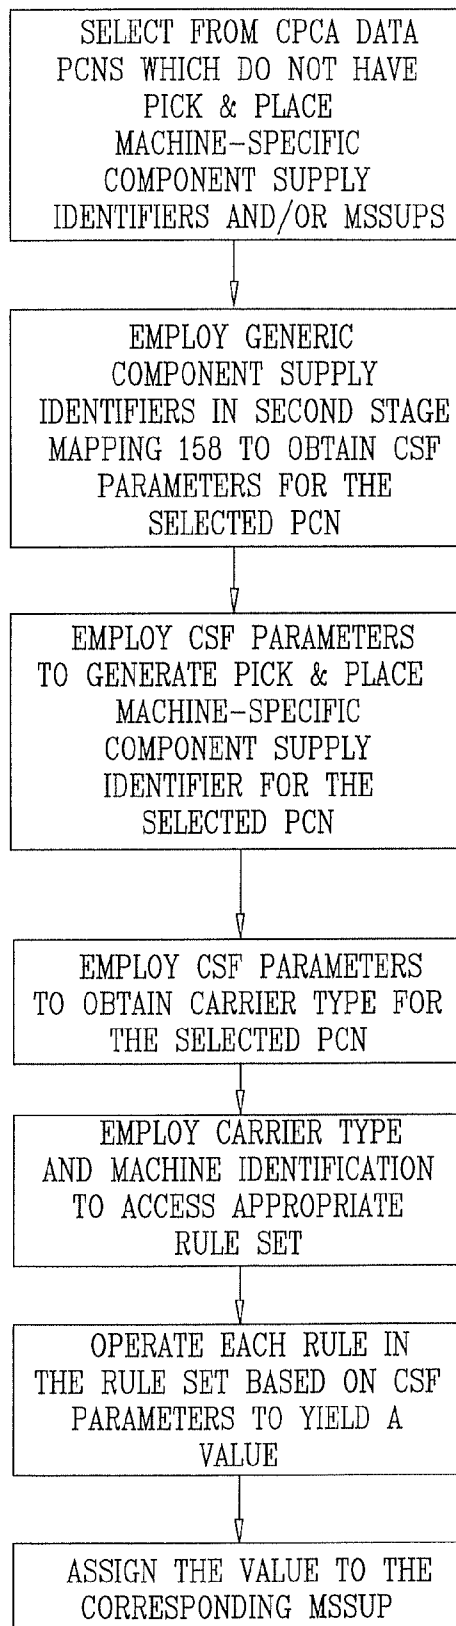 SELECT FROM CPCA DATA
PCNS WHICH DO NOT HAVE
PICK & PLACE
MACHINE-SPECIFIC
COMPONENT SUPPLY
IDENTIFIERS AND/OR MSSUPS
EMPLOY GENERIC
COMPONENT SUPPLY
IDENTIFIERS IN SECOND STAGE
MAPPING 158 TO OBTAIN CSF
PARAMETERS FOR THE
SELECTED PCN
EMPLOY CSF PARAMETERS
TO GENERATE PICK & PLACE
MACHINE-SPECIFIC
COMPONENT SUPPLY
IDENTIFIER FOR THE
SELECTED PCN
EMPLOY CSF PARAMETERS
TO OBTAIN CARRIER TYPE FOR
THE SELECTED PCN
EMPLOY CARRIER TYPE
AND MACHINE IDENTIFICATION
TO ACCESS APPROPRIATE
RULE SET
OPERATE EACH RULE IN
THE RULE SET BASED ON CSF
PARAMETERS TO YIELD A
VALUE
ASSIGN THE VALUE TO THE
CORRESPONDING MSSUP